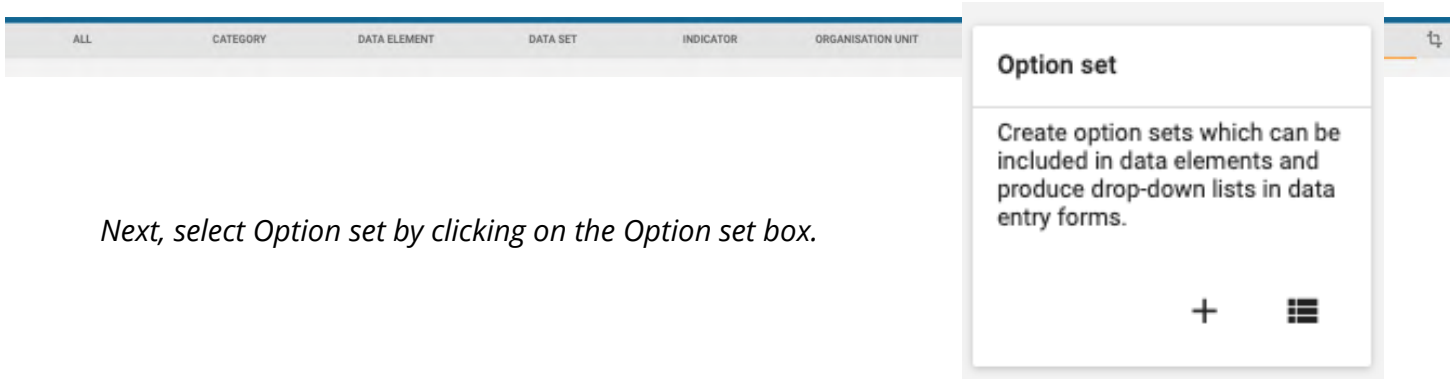 ALL CATEGORY DATA ELEMENT DATA SET INDICATOR ORGANISATION UNIT
Option set
Create option sets which can be
included in data elements and
produce drop-down lists in data
entry forms.
Next, select Option set by clicking on the Option set box.